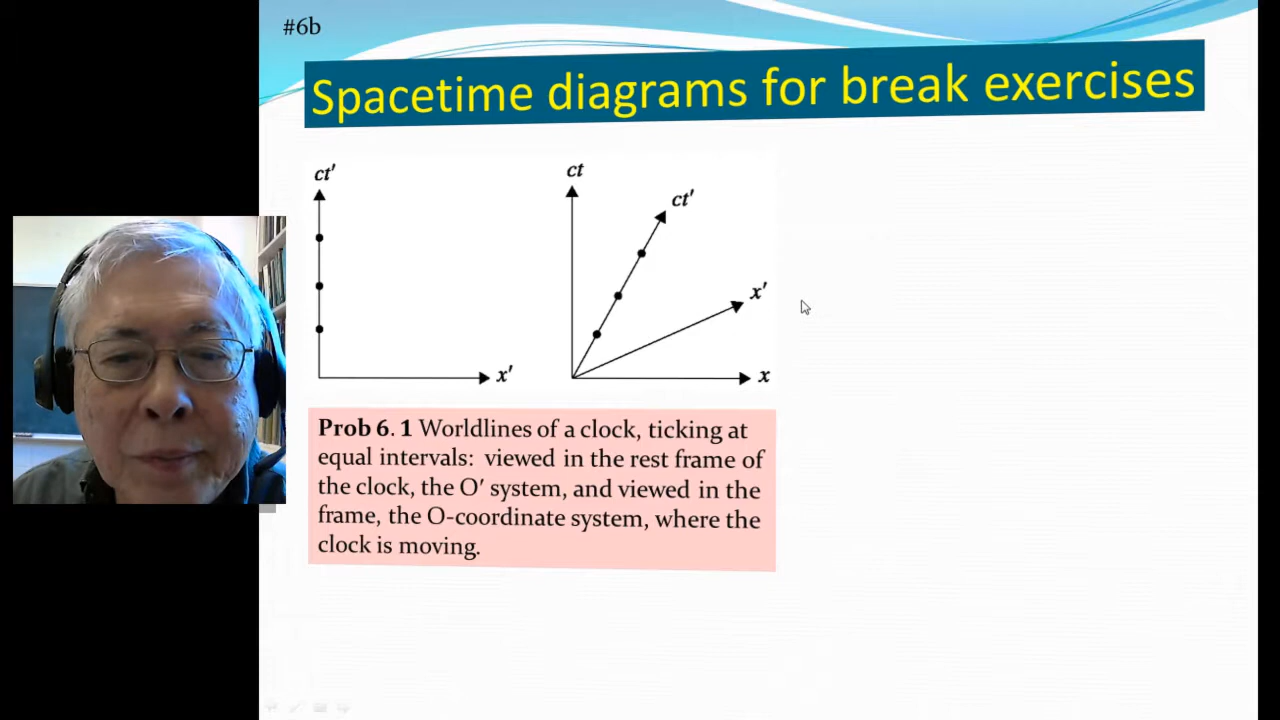 #6b
Spacetime diagrams for break exercises
ct′
x′
ct
ct′
x′
x
Prob 6. 1 Worldlines of a clock, ticking at
equal intervals: viewed in the rest frame of
the clock, the O′ system, and viewed in the
frame, the O-coordinate system, where the
clock is moving.